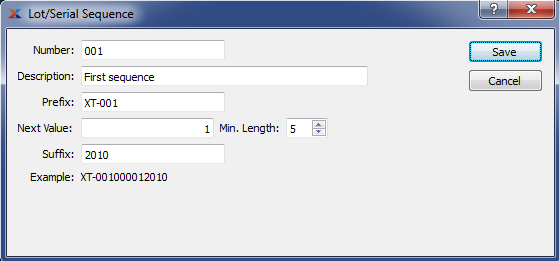 Lot/Serial Sequence
Number: 001 Save
Description: First sequence Cancel
Prefix: XT-001
Next Value: 1 Min. Length: 5
Suffix: 2010
Example: XT-001000012010